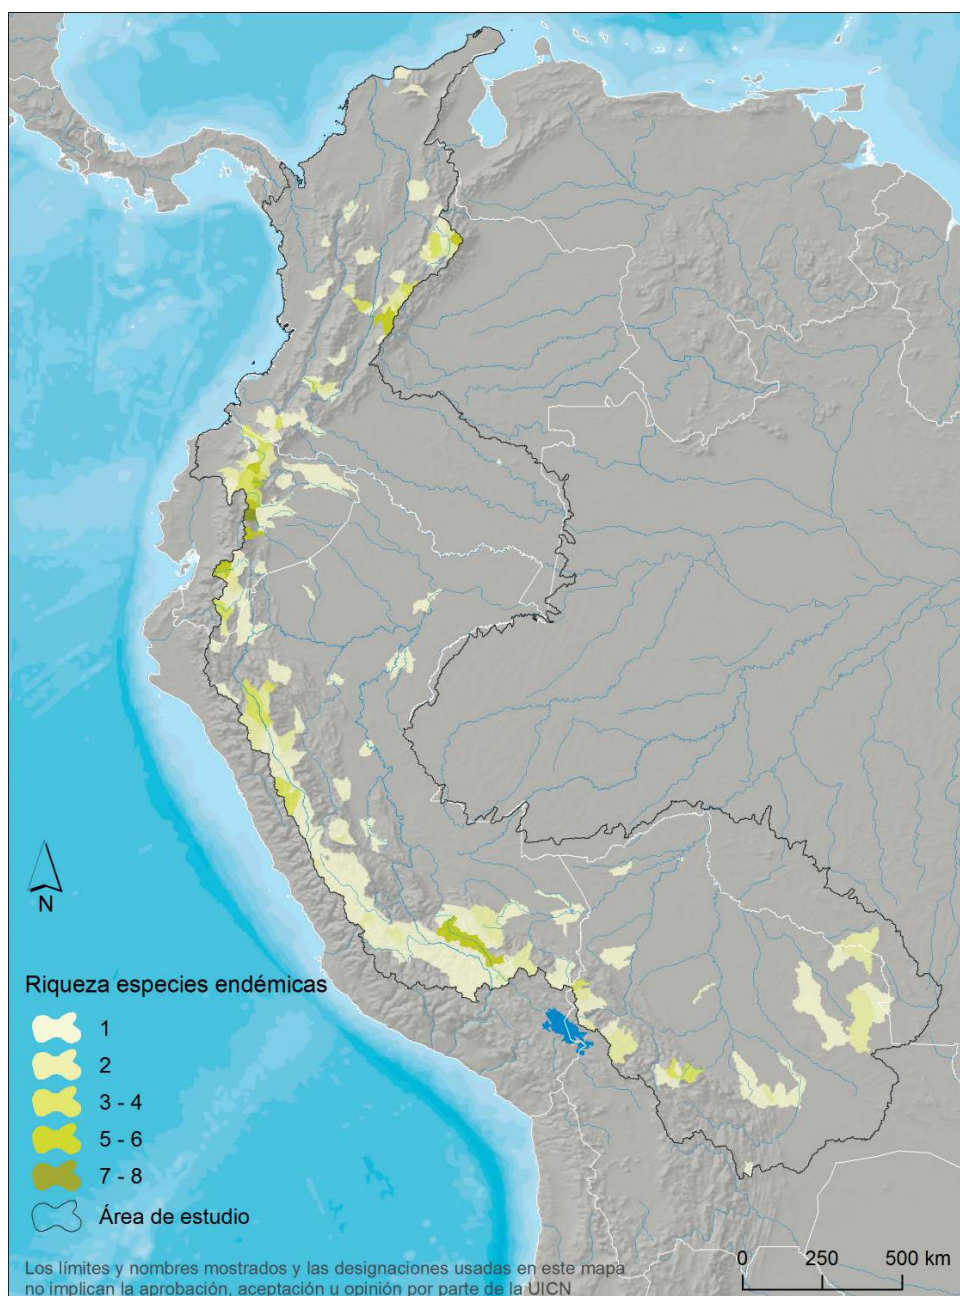 N
Riqueza especies endémicas
1
2
3 - 4
5 - 6
7 - 8
Área de estudio
0 250 500 km
Los límites y nombres mostrados y las designaciones usadas en este mapa
no implican la aprobación, aceptación u opinión por parte de la UICN